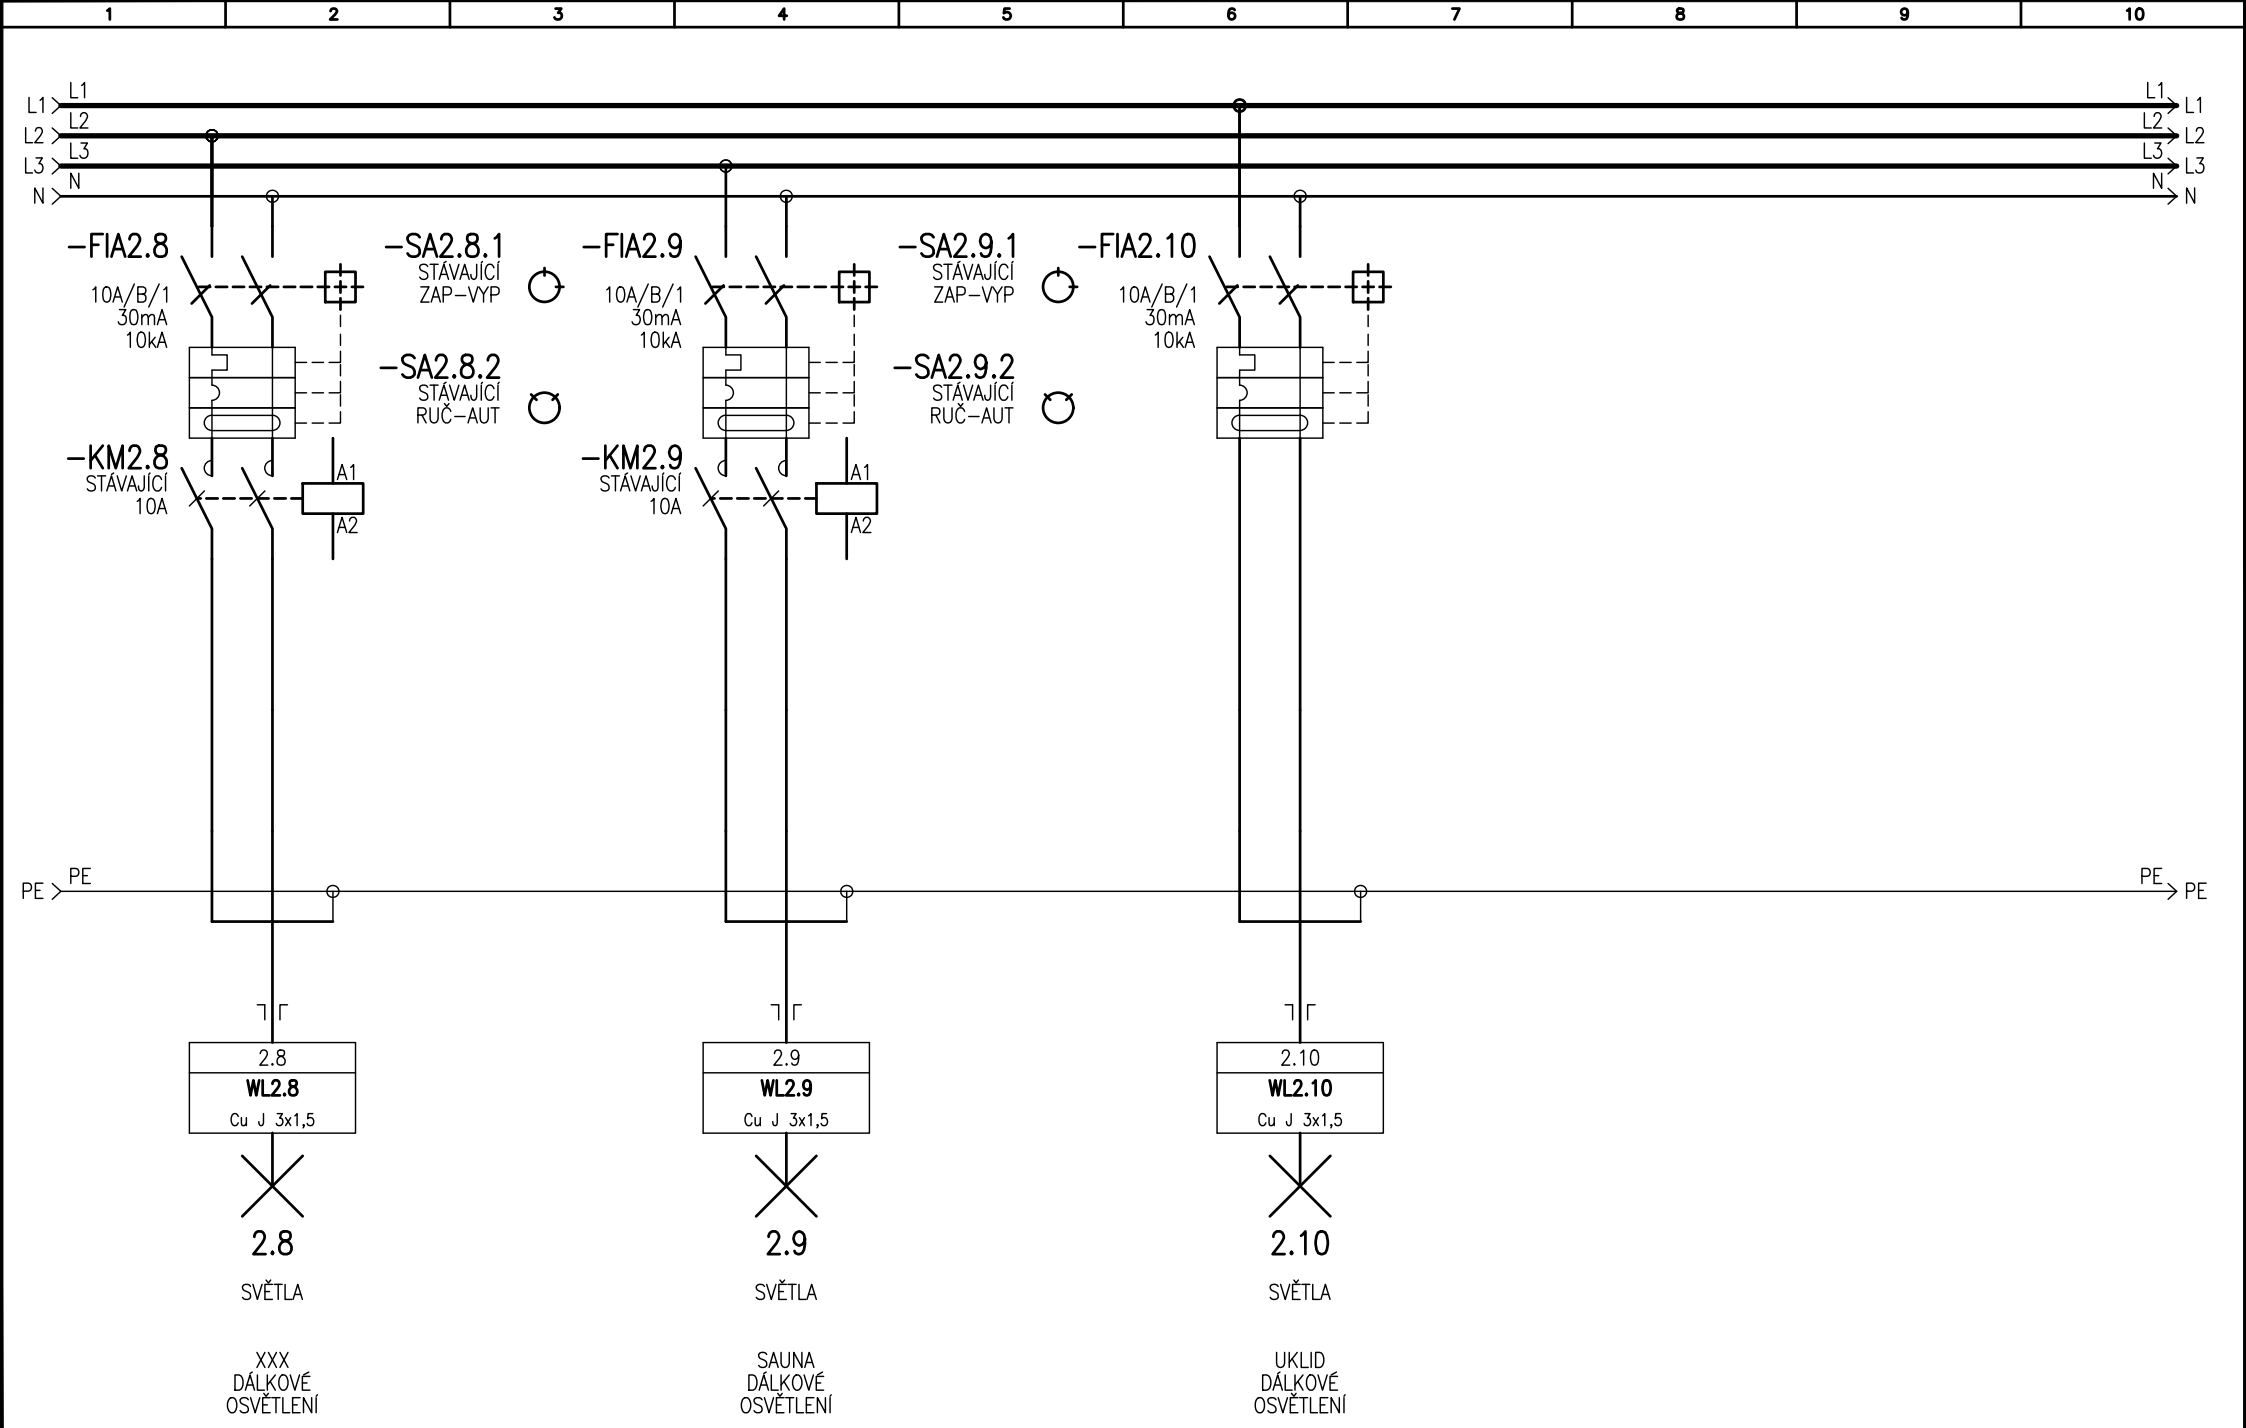 1 2 3 4 5 6 7 8 9 10
L1 L1 L1 L1
L2 L2 L2 L2
L3 L3 L3 L3
N N N N
-FIA2.8
10A/B/1
30mA
10kA
-SA2.8.1
STÁVAJÍCÍ
ZAP-VYP
-SA2.8.2
STÁVAJÍCÍ
RUČ-AUT
-KM2.8
STÁVAJÍCÍ
10A
A1
A2
-FIA2.9
10A/B/1
30mA
10kA
-SA2.9.1
STÁVAJÍCÍ
ZAP-VYP
-SA2.9.2
STÁVAJÍCÍ
RUČ-AUT
-KM2.9
STÁVAJÍCÍ
10A
A1
A2
-FIA2.10
10A/B/1
30mA
10kA
PE PE PE PE
2.8
WL2.8
Cu J 3x1,5
2.8
SVĚTLA
XXX
DÁLKOVÉ
OSVĚTLENÍ
2.9
WL2.9
Cu J 3x1,5
2.9
SVĚTLA
SAUNA
DÁLKOVÉ
OSVĚTLENÍ
2.10
WL2.10
Cu J 3x1,5
2.10
SVĚTLA
UKLID
DÁLKOVÉ
OSVĚTLENÍ